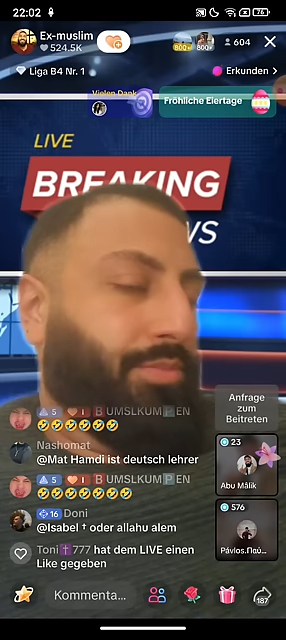 22:02
76
Ex-muslim
524.5K
800+
800+
604
Liga B4 Nr. 1
Erkunden
Vielen Dank
Fröhliche Eiertage
LIVE
BREAKING
WS
Anfrage
zum
Beitreten
5 1 B UMSLKUM🅿️EN
🤣🤣🤣🤣🤣🤣
Nashomat
@Mat Hamdi ist deutsch lehrer
23
Abu Mâlik
5 1 B UMSLKUM🅿️EN
🤣🤣🤣🤣🤣🤣🤣
16 Doni
@Isabel † oder allahu alem
576
Pávlos.Παύ...
Toni✝️777 hat dem LIVE einen
Like gegeben
Kommenta...
187